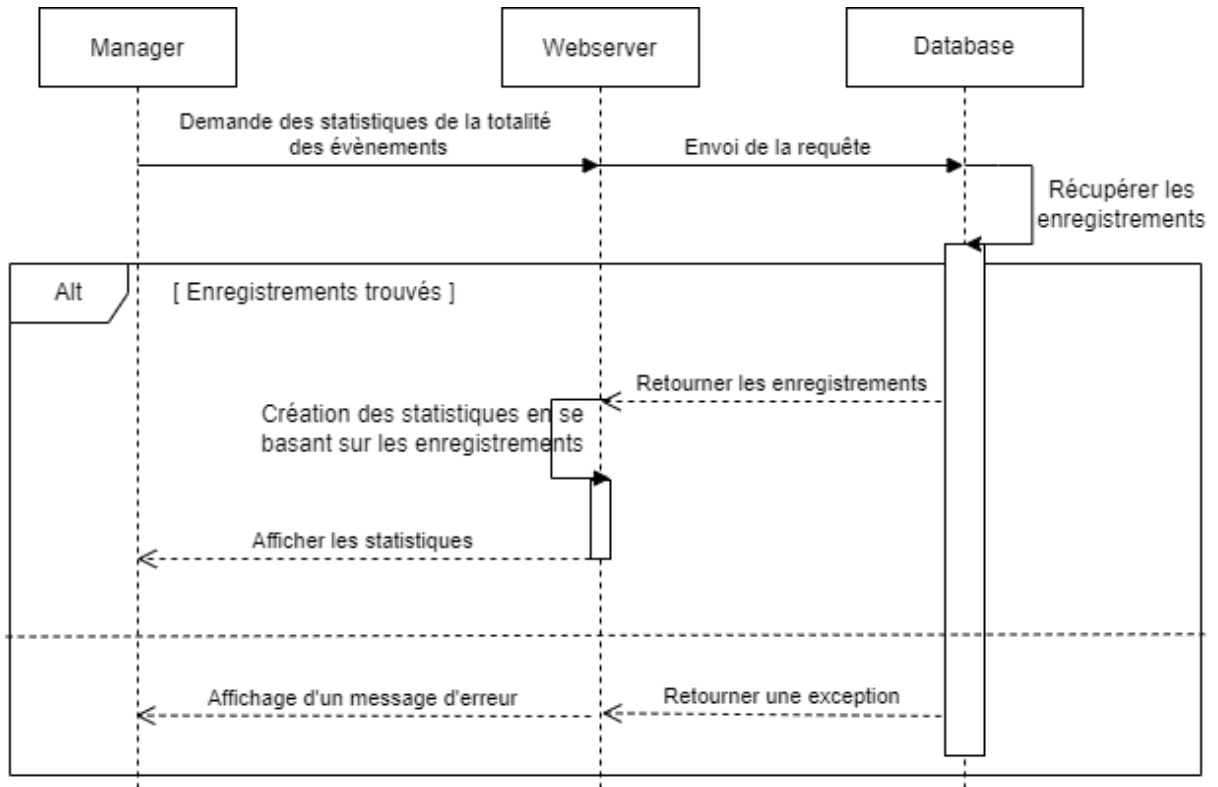 Manager
Webserver
Database
Demande des statistiques de la totalité
des évènements
Envoi de la requête
Récupérer les
enregistrements
Alt
[ Enregistrements trouvés ]
Retourner les enregistrements
Création des statistiques en se
basant sur les enregistrements
Afficher les statistiques
Affichage d'un message d'erreur
Retourner une exception